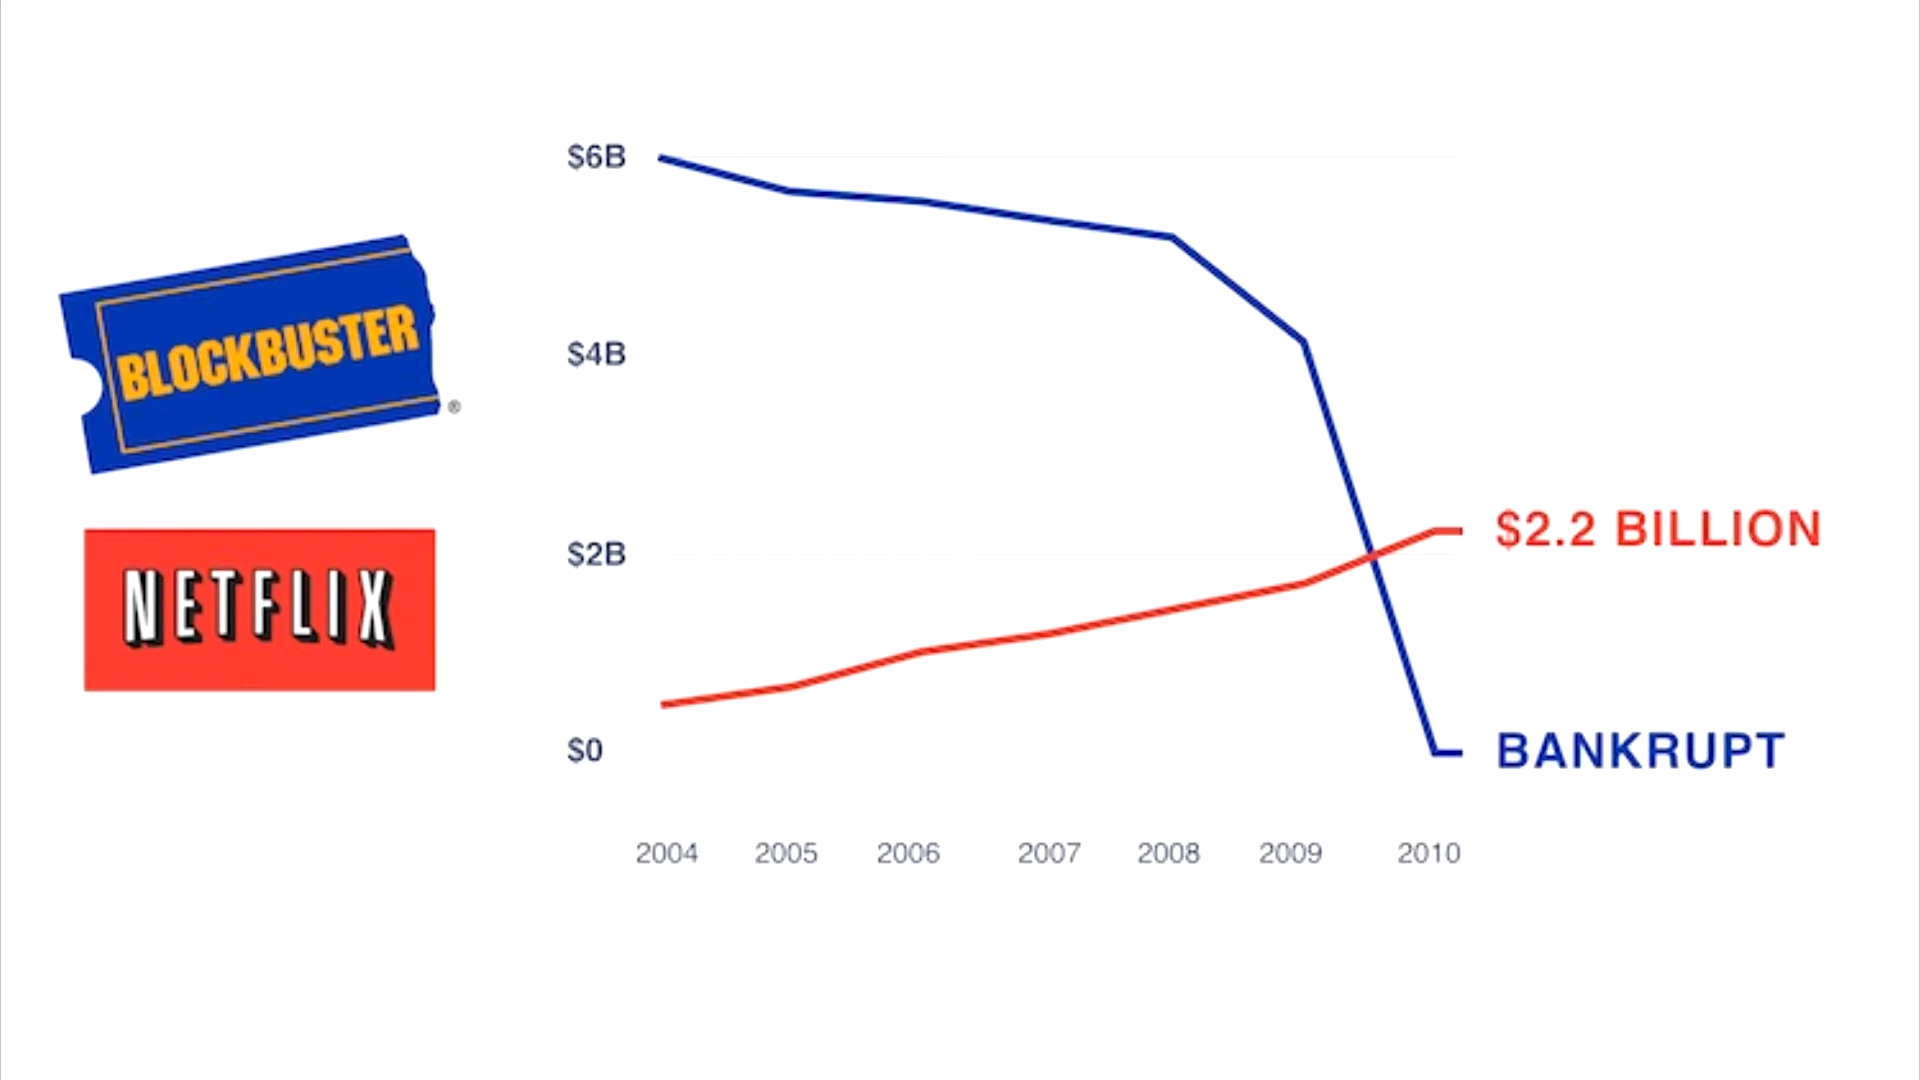 BLOCKBUSTER
®
NETFLIX
$6B
$4B
$2B
$0
$2.2 BILLION
BANKRUPT
2004 2005 2006 2007 2008 2009 2010